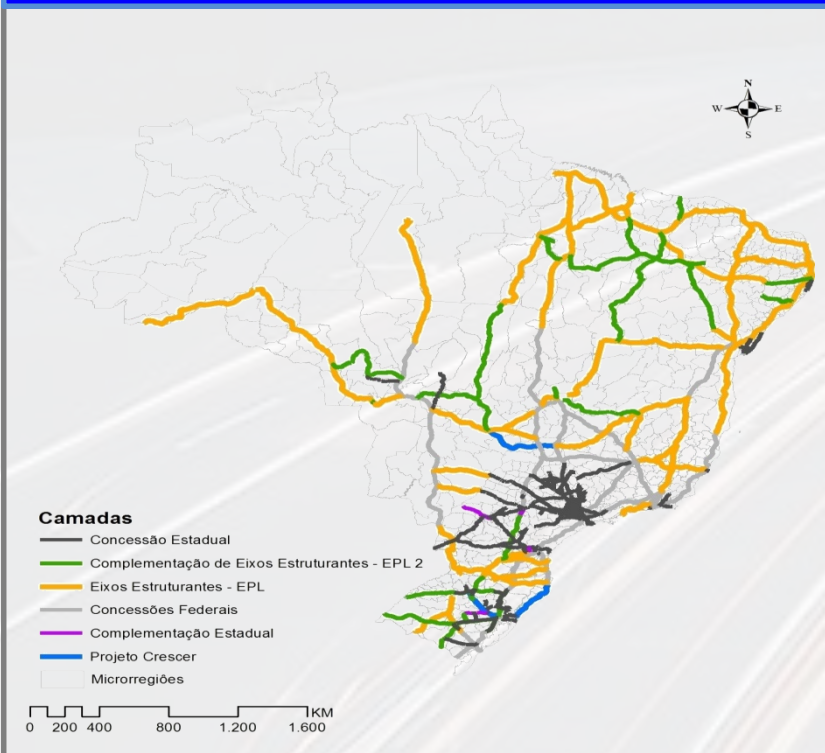 N
W E
S
Camadas
Concessão Estadual
Complementação de Eixos Estruturantes - EPL 2
Eixos Estruturantes - EPL
Concessões Federais
Complementação Estadual
Projeto Crescer
Microrregiões
KM
0 200 400 800 1.200 1.600